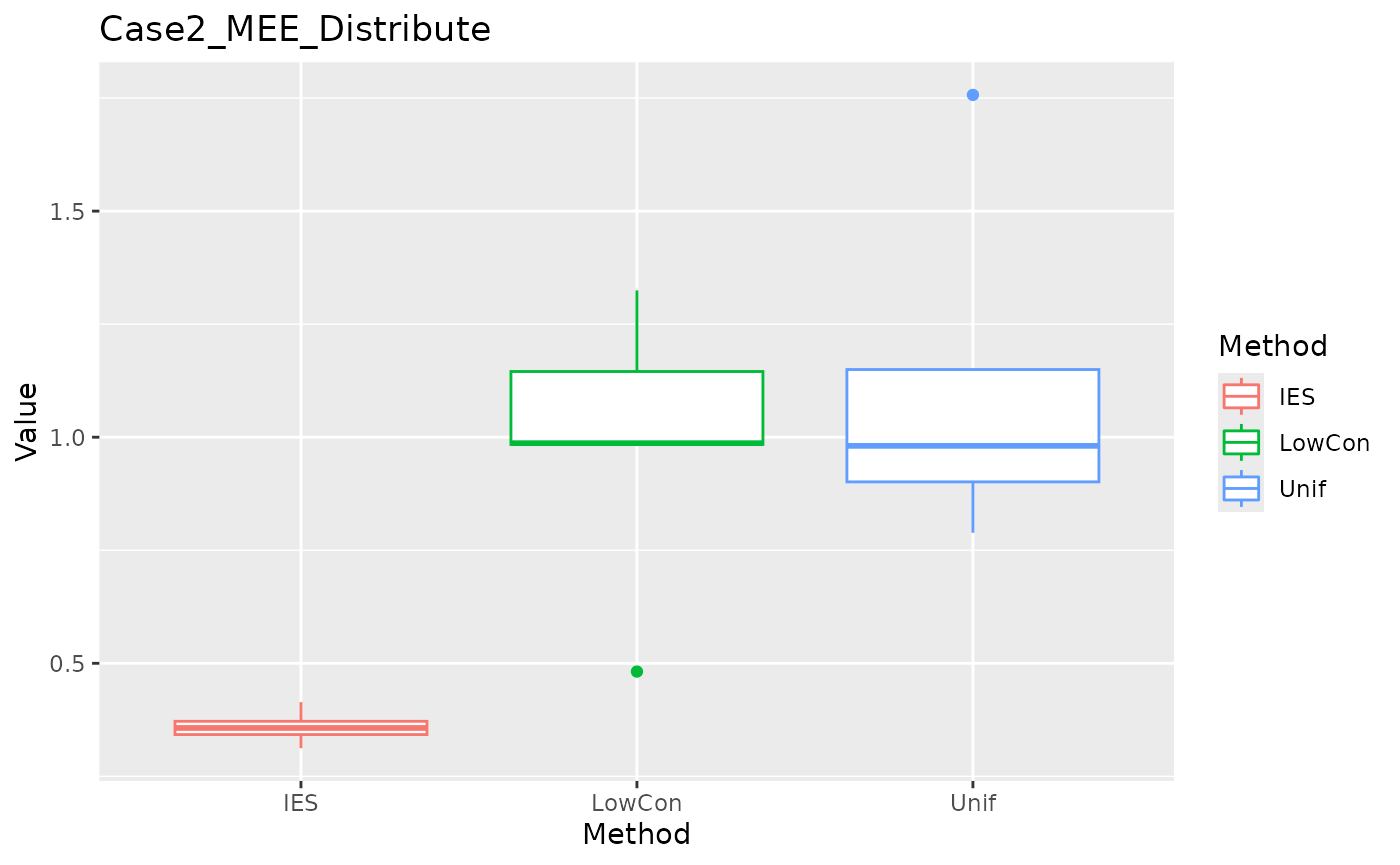 Case2_MEE_Distribute
Value
1.5
1.0
0.5
IES
LowCon
Unif
Method
Method
IES
LowCon
Unif